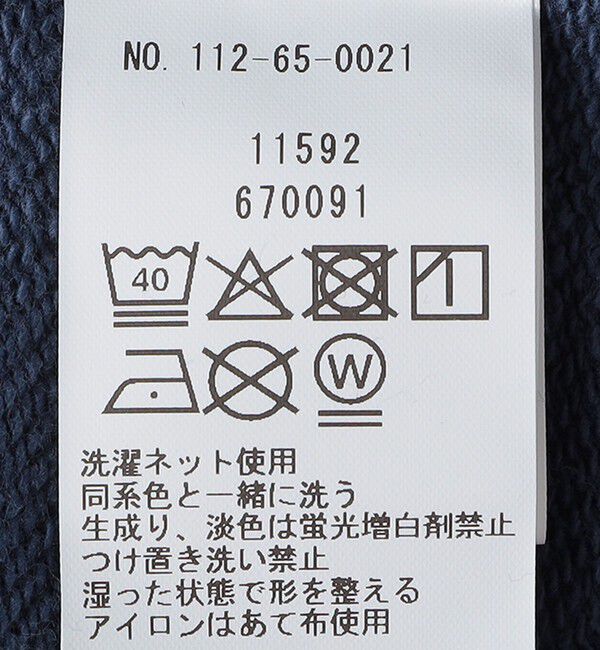 NO. 112-65-0021
11592
670091
40
W
洗濯ネット使用
同系色と一緒に洗う
生成り、淡色は蛍光増白剤禁止
つけ置き洗い禁止
湿った状態で形を整える
アイロンはあて布使用